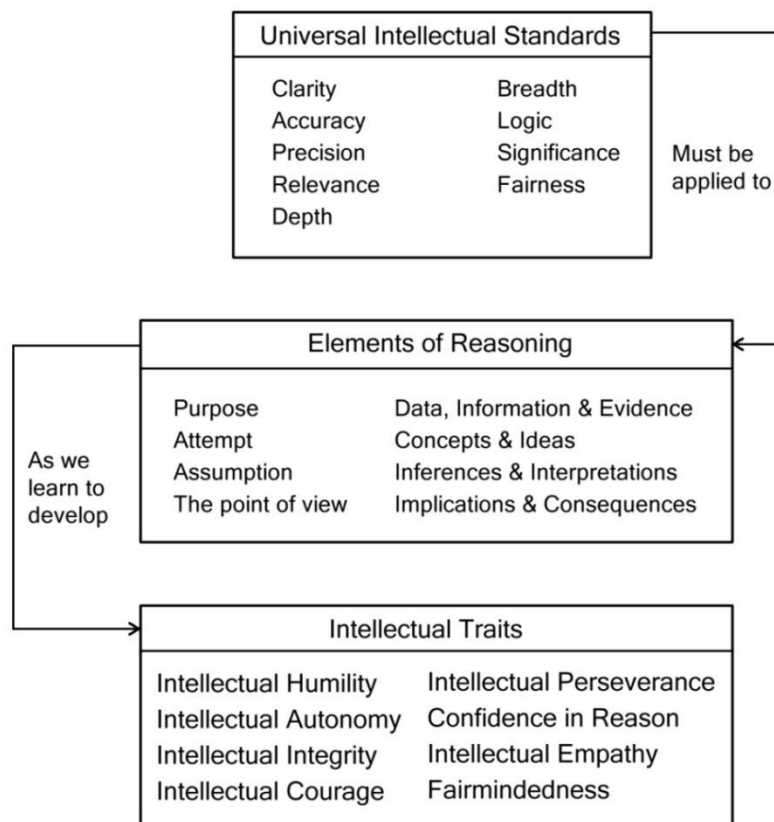 Universal Intellectual Standards
Clarity
Accuracy
Precision
Relevance
Depth
Breadth
Logic
Significance
Fairness
Must be
applied to
Elements of Reasoning
Purpose
Attempt
Assumption
The point of view
Data, Information & Evidence
Concepts & Ideas
Inferences & Interpretations
Implications & Consequences
As we
learn to
develop
Intellectual Traits
Intellectual Humility
Intellectual Autonomy
Intellectual Integrity
Intellectual Courage
Intellectual Perseverance
Confidence in Reason
Intellectual Empathy
Fairmindedness